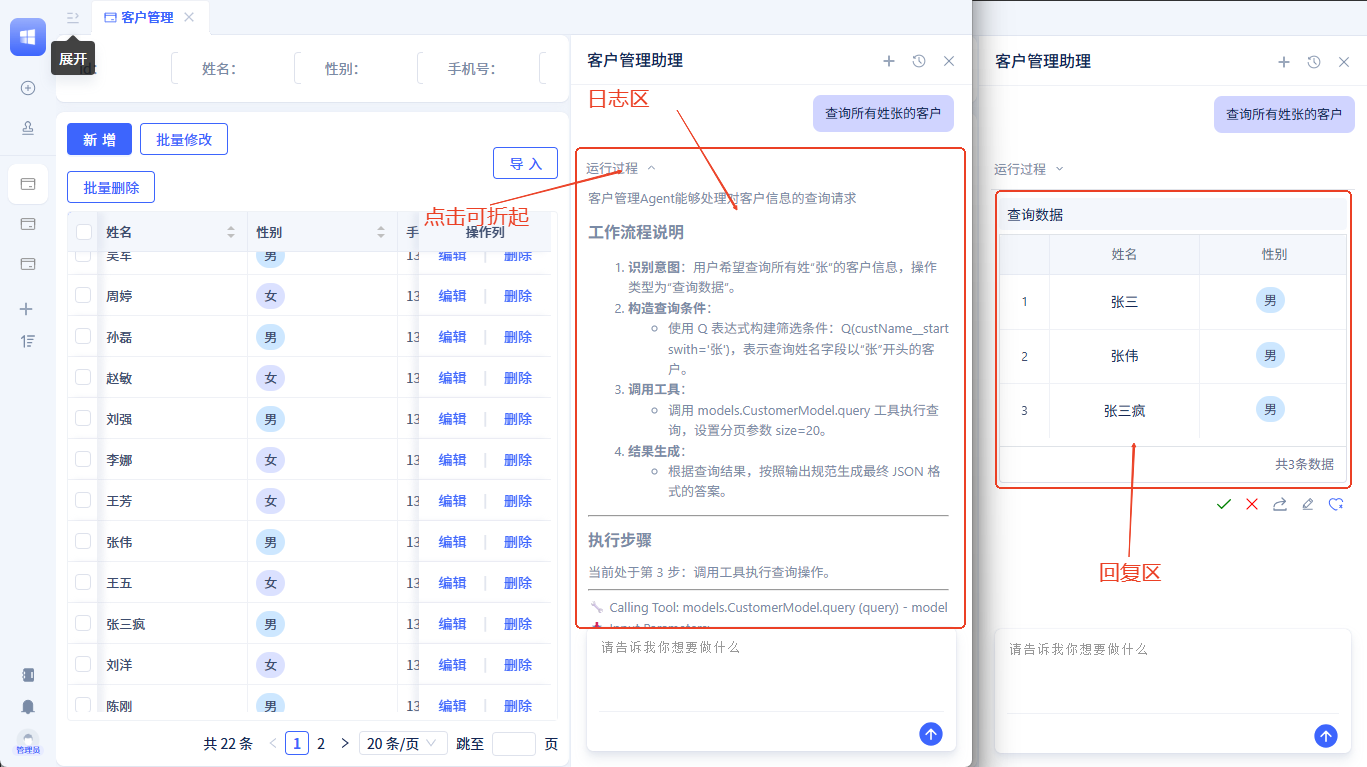 客户管理
展开
id:
姓名：
性别：
手机号：
新 增
批量修改
导 入
批量删除
姓名
性别
手
操作列
吴军
男
13
编辑
删除
周婷
女
13
编辑
删除
孙磊
男
13
编辑
删除
赵敏
女
13
编辑
删除
刘强
男
13
编辑
删除
李娜
女
13
编辑
删除
王芳
女
13
编辑
删除
张伟
男
13
编辑
删除
王五
女
13
编辑
删除
张三疯
男
13
编辑
删除
刘洋
女
13
编辑
删除
陈刚
男
13
编辑
删除
共 22 条
1
2
20 条/页
跳至
页
管理员
客户管理助理
日志区
查询所有姓张的客户
运行过程
点击可折起
客户管理Agent能够处理对客户信息的查询请求
工作流程说明
1. 识别意图：用户希望查询所有姓“张”的客户信息，操作
类型为“查询数据”。
2. 构造查询条件：
使用 Q 表达式构建筛选条件：Q(custName__start
swith='张')，表示查询姓名字段以“张”开头的客
户。
3. 调用工具：
调用 models.CustomerModel.query 工具执行查
询，设置分页参数 size=20。
4. 结果生成：
根据查询结果，按照输出规范生成最终 JSON 格
式的答案。
执行步骤
当前处于第 3 步：调用工具执行查询操作。
Calling Tool: models.CustomerModel.query (query) - model
Input Parameters:
请告诉我你想要做什么
客户管理助理
查询所有姓张的客户
运行过程
查询数据
姓名
性别
1
张三
男
2
张伟
男
3
张三疯
男
共3条数据
回复区
请告诉我你想要做什么